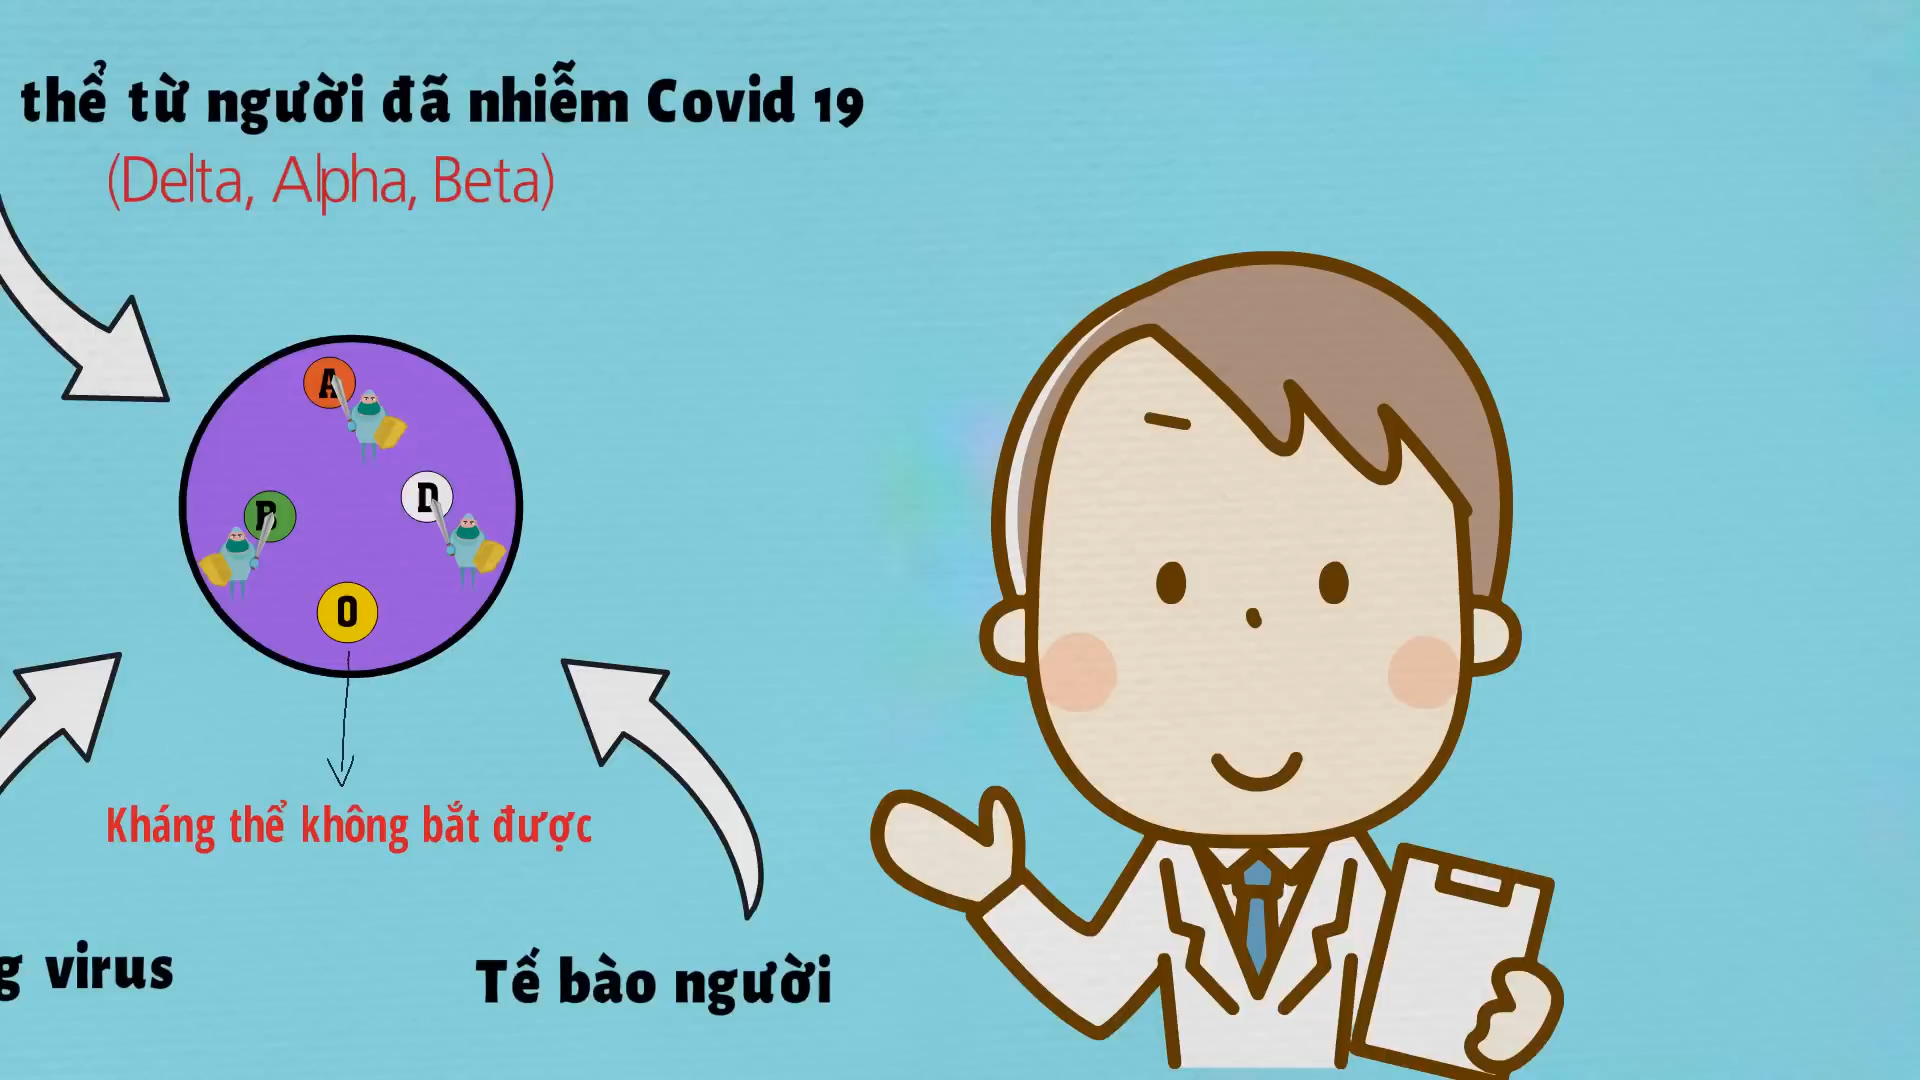 thể từ người đã nhiễm Covid 19
(Delta, Alpha, Beta)
A
B
D
O
Kháng thể không bắt được
g virus
Tế bào người